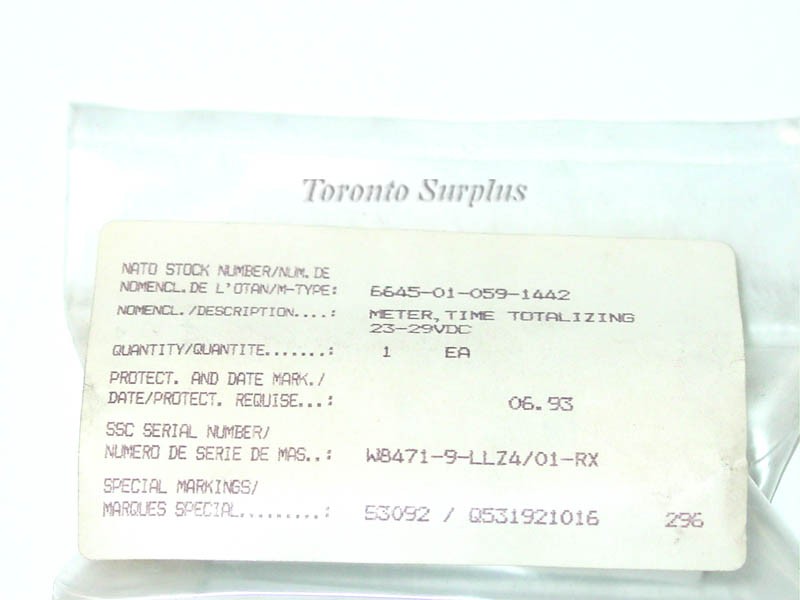 Toronto Surplus
NATO STOCK NUMBER/NUM.DE
NOMENCL.DE L'OTAN/M-TYPE: 6645-01-059-1442
NOMENCL./DESCRIPTION....: METER,TIME TOTALIZING
23-29VDC
QUANTITY/QUANTITE.......: 1 EA
PROTECT. AND DATE MARK./
DATE/PROTECT. REQUISE...: 06.93
SSC SERIAL NUMBER/
NUMERO DE SERIE DE MAS..: W8471-9-LLZ4/01-RX
SPECIAL MARKINGS/
MARQUES SPECIAL.........: 53092 / Q531921016 296